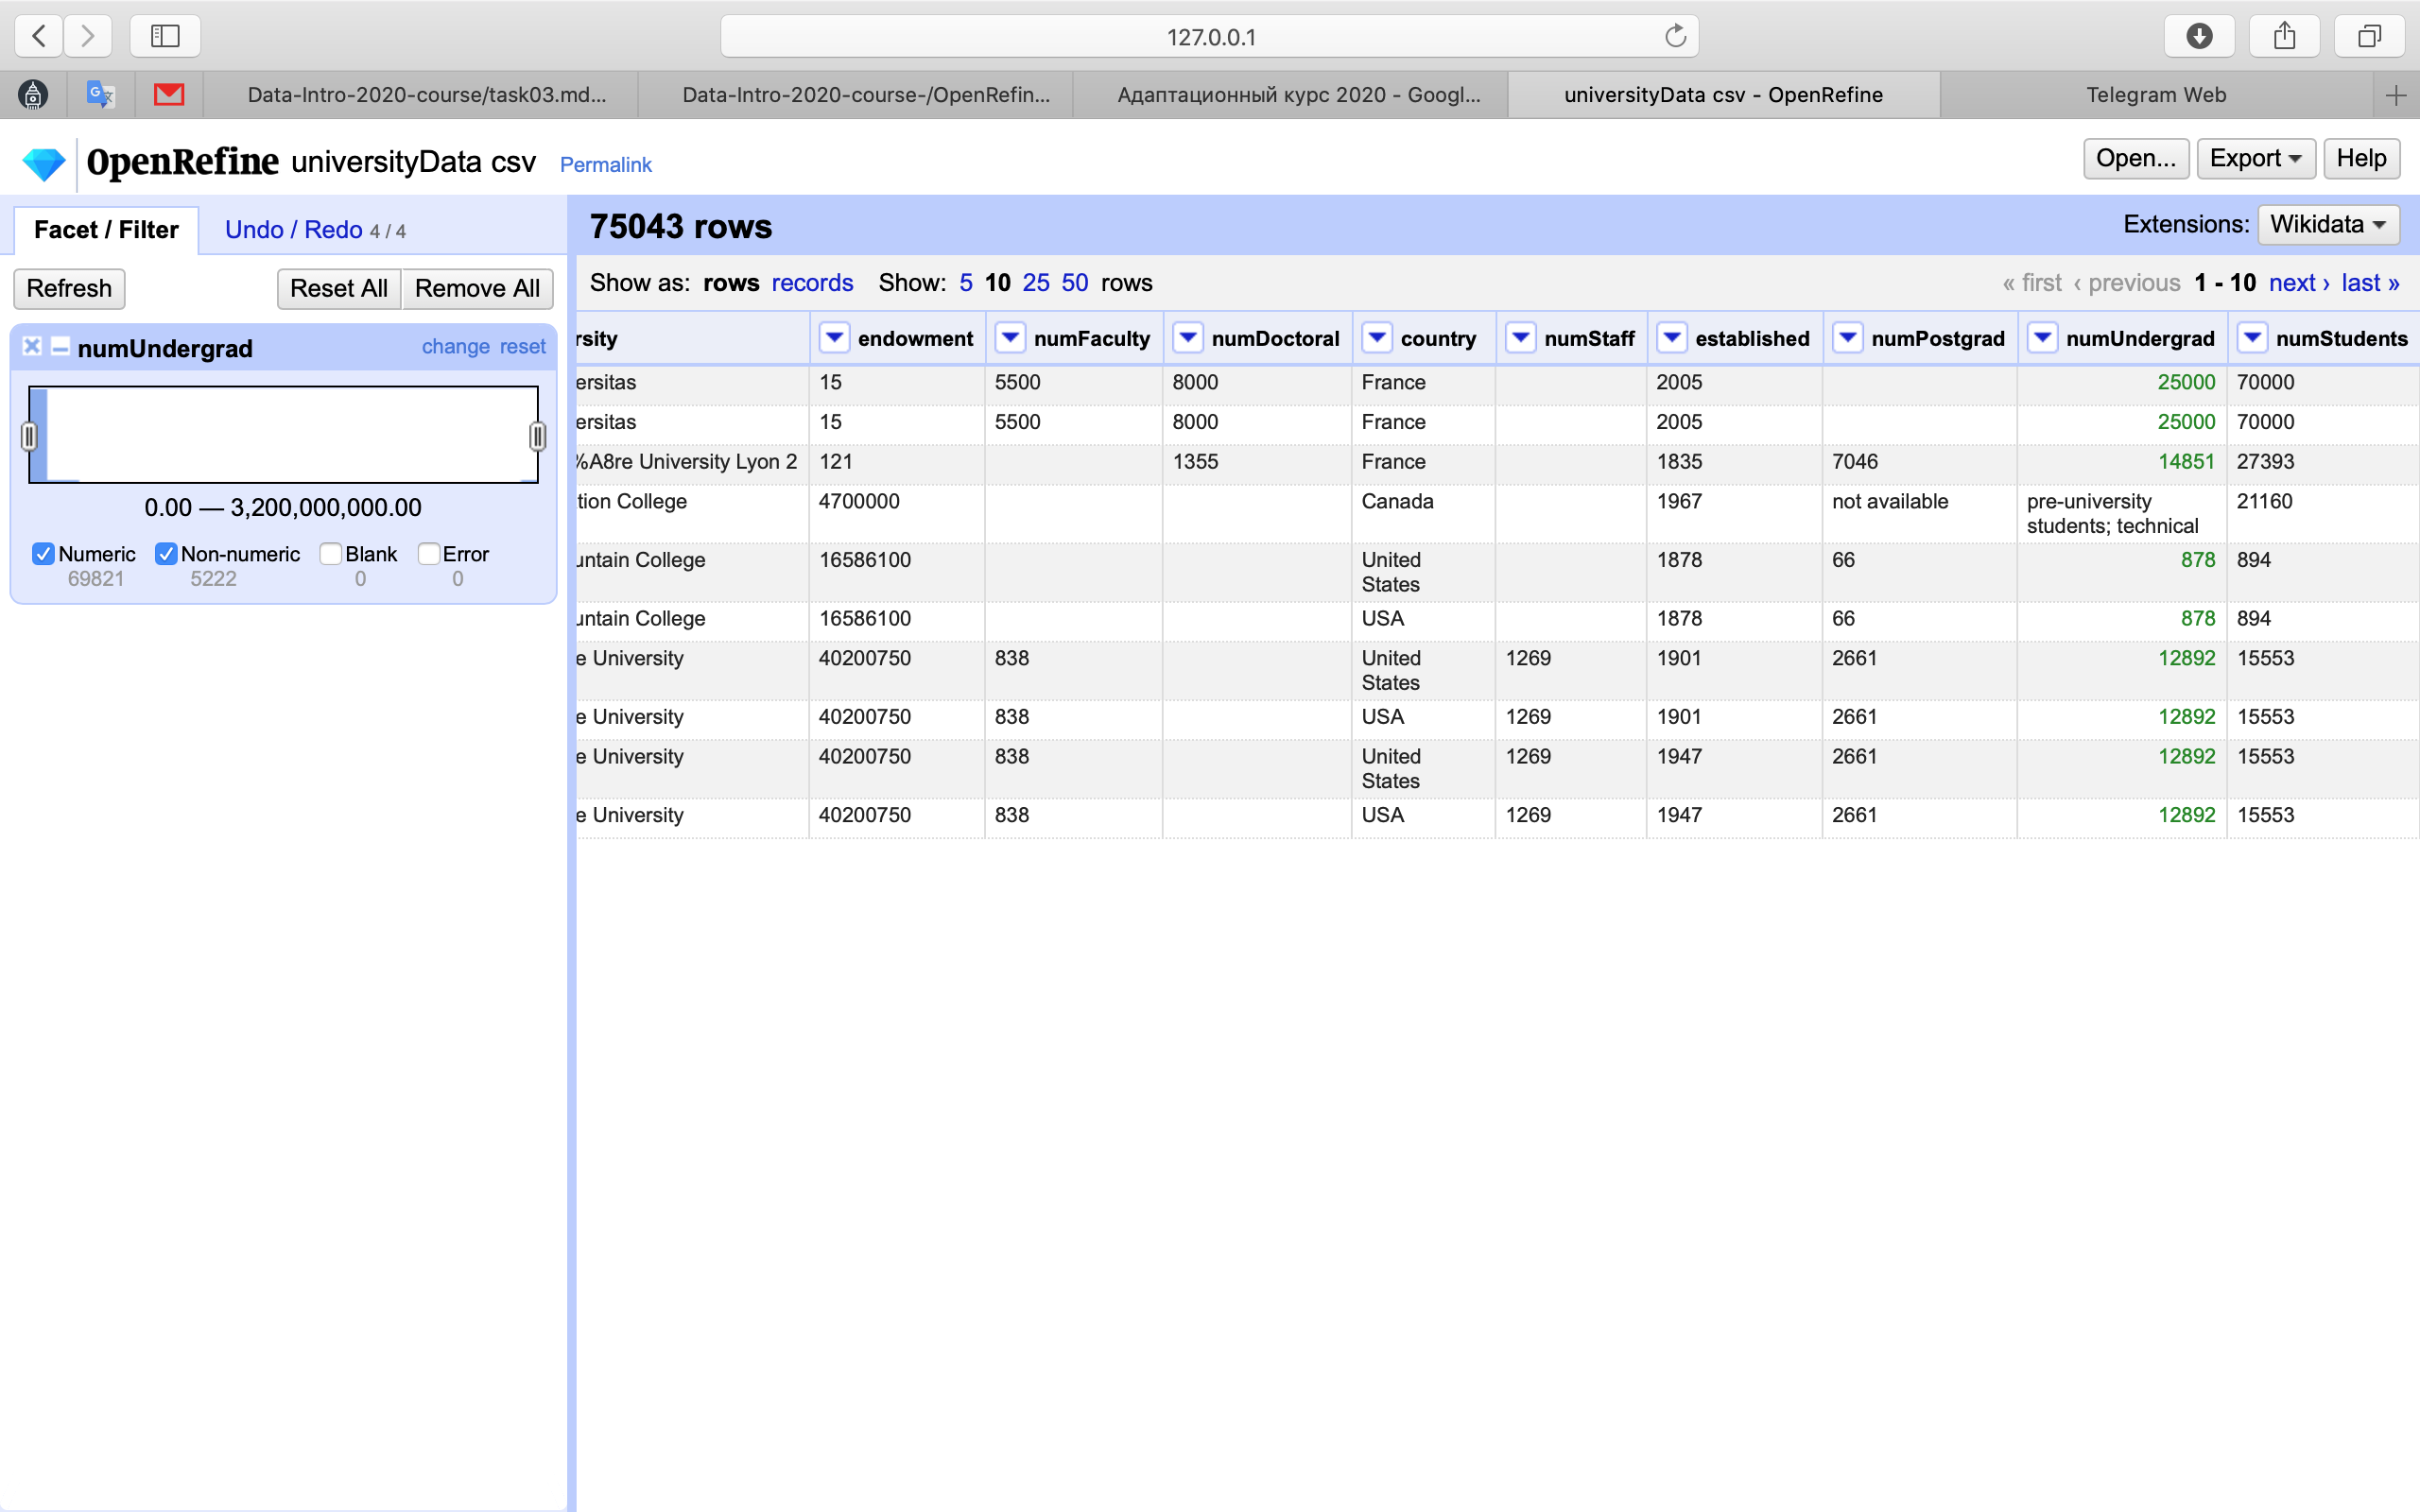 127.0.0.1
Data-Intro-2020-course/task03.md...
Data-Intro-2020-course-/OpenRefin...
Адаптационный курс 2020 - Googl...
universityData csv - OpenRefine
Telegram Web
OpenRefine universityData csv Permalink
Open... Export Help
Facet / Filter Undo / Redo 4 / 4
75043 rows
Extensions: Wikidata
Refresh Reset All Remove All
Show as: rows records Show: 5 10 25 50 rows
« first ‹ previous 1 - 10 next › last »
numUndergrad change reset
0.00 — 3,200,000,000.00
Numeric Non-numeric Blank Error
69821 5222 0 0
rsity endowment numFaculty numDoctoral country numStaff established numPostgrad numUndergrad numStudents
ersitas 15 5500 8000 France 2005 25000 70000
ersitas 15 5500 8000 France 2005 25000 70000
%A8re University Lyon 2 121 1355 France 1835 7046 14851 27393
tion College 4700000 Canada 1967 not available pre-university 21160
students; technical
untain College 16586100 United 1878 66 878 894
States
untain College 16586100 USA 1878 66 878 894
e University 40200750 838 United 1269 1901 2661 12892 15553
States
e University 40200750 838 USA 1269 1901 2661 12892 15553
e University 40200750 838 United 1269 1947 2661 12892 15553
States
e University 40200750 838 USA 1269 1947 2661 12892 15553